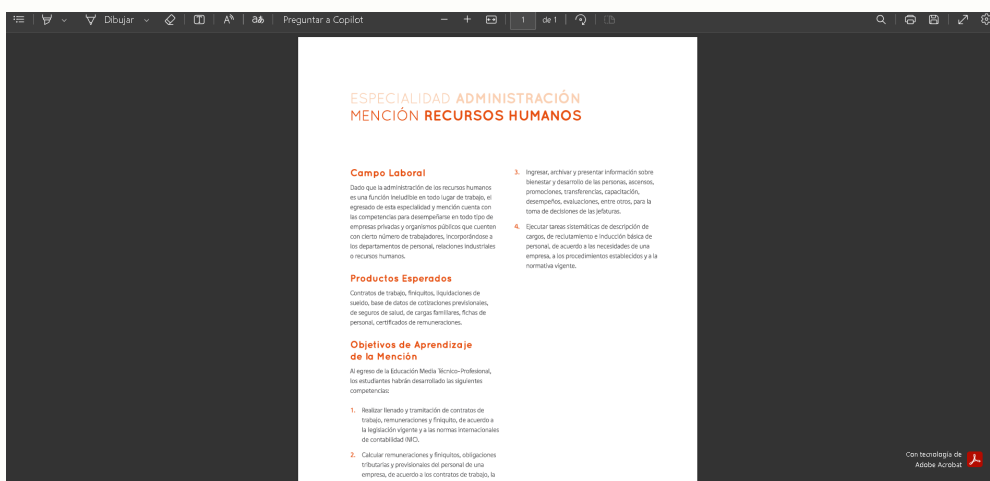 Dibujar
aあ
Preguntar a Copilot
1
de 1
ESPECIALIDAD ADMINISTRACIÓN
MENCIÓN RECURSOS HUMANOS
Campo Laboral
Dado que la administración de los recursos humanos
es una función ineludible en todo lugar de trabajo, el
egresado de esta especialidad y mención cuenta con
las competencias para desempeñarse en todo tipo de
empresas privadas y organismos públicos que cuenten
con cierto número de trabajadores, incorporándose a
los departamentos de personal, relaciones industriales
o recursos humanos.
Productos Esperados
Contratos de trabajo, finiquitos, liquidaciones de
sueldo, base de datos de cotizaciones previsionales,
de seguros de salud, de cargas familiares, fichas de
personal, certificados de remuneraciones.
Objetivos de Aprendizaje
de la Mención
Al egreso de la Educación Media Técnico-Profesional,
los estudiantes habrán desarrollado las siguientes
competencias:
1. Realizar llenado y tramitación de contratos de
trabajo, remuneraciones y finiquito, de acuerdo a
la legislación vigente y a las normas internacionales
de contabilidad (NIC).
2. Calcular remuneraciones y finiquitos, obligaciones
tributarias y previsionales del personal de una
empresa, de acuerdo a los contratos de trabajo, la
3. Ingresar, archivar y presentar información sobre
bienestar y desarrollo de las personas, ascensos,
promociones, transferencias, capacitación,
desempeños, evaluaciones, entre otros, para la
toma de decisiones de las jefaturas.
4. Ejecutar tareas sistemáticas de descripción de
cargos, de reclutamiento e inducción básica de
personal, de acuerdo a las necesidades de una
empresa, a los procedimientos establecidos y a la
normativa vigente.
Con tecnología de
Adobe Acrobat